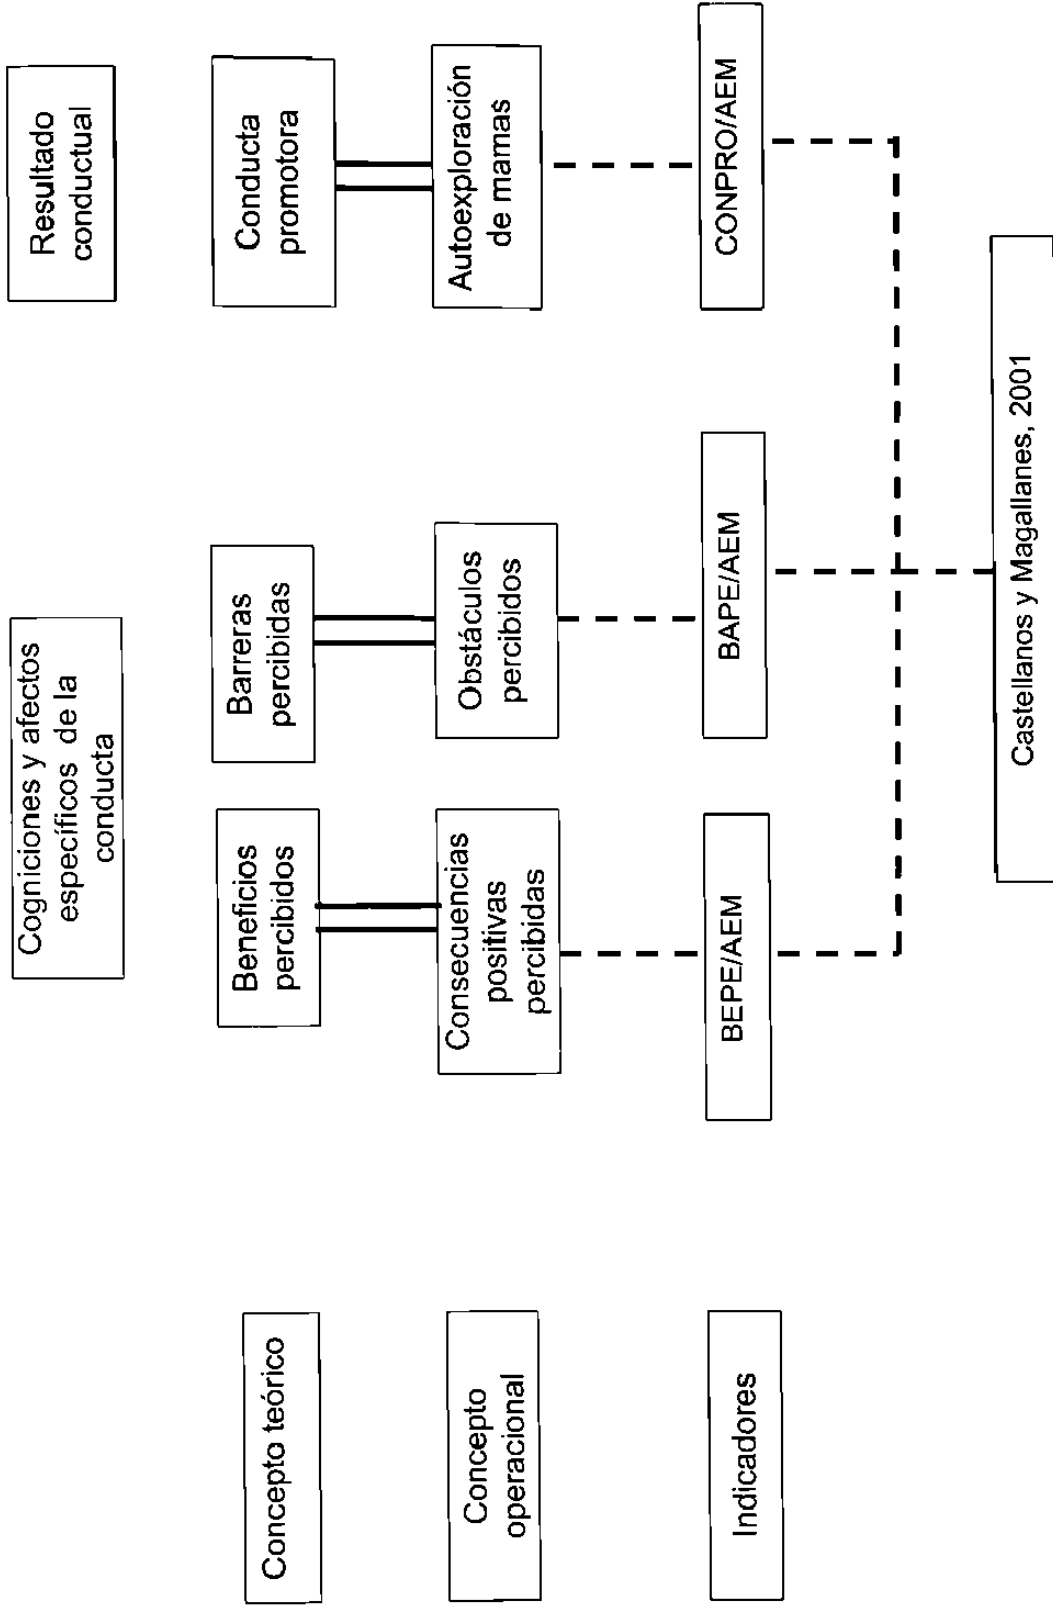 Cogniciones y afectos
específicos de la
conducta
Resultado
conductual
Concepto teórico
Beneficios
percibidos
Barreras
percibidas
Conducta
promotora
Concepto
operacional
Consecuencias
positivas
percibidas
Obstáculos
percibidos
Autoexploración
de mamas
Indicadores
BEPE/AEM
BAPE/AEM
CONPRO/AEM
Castellanos y Magallanes, 2001